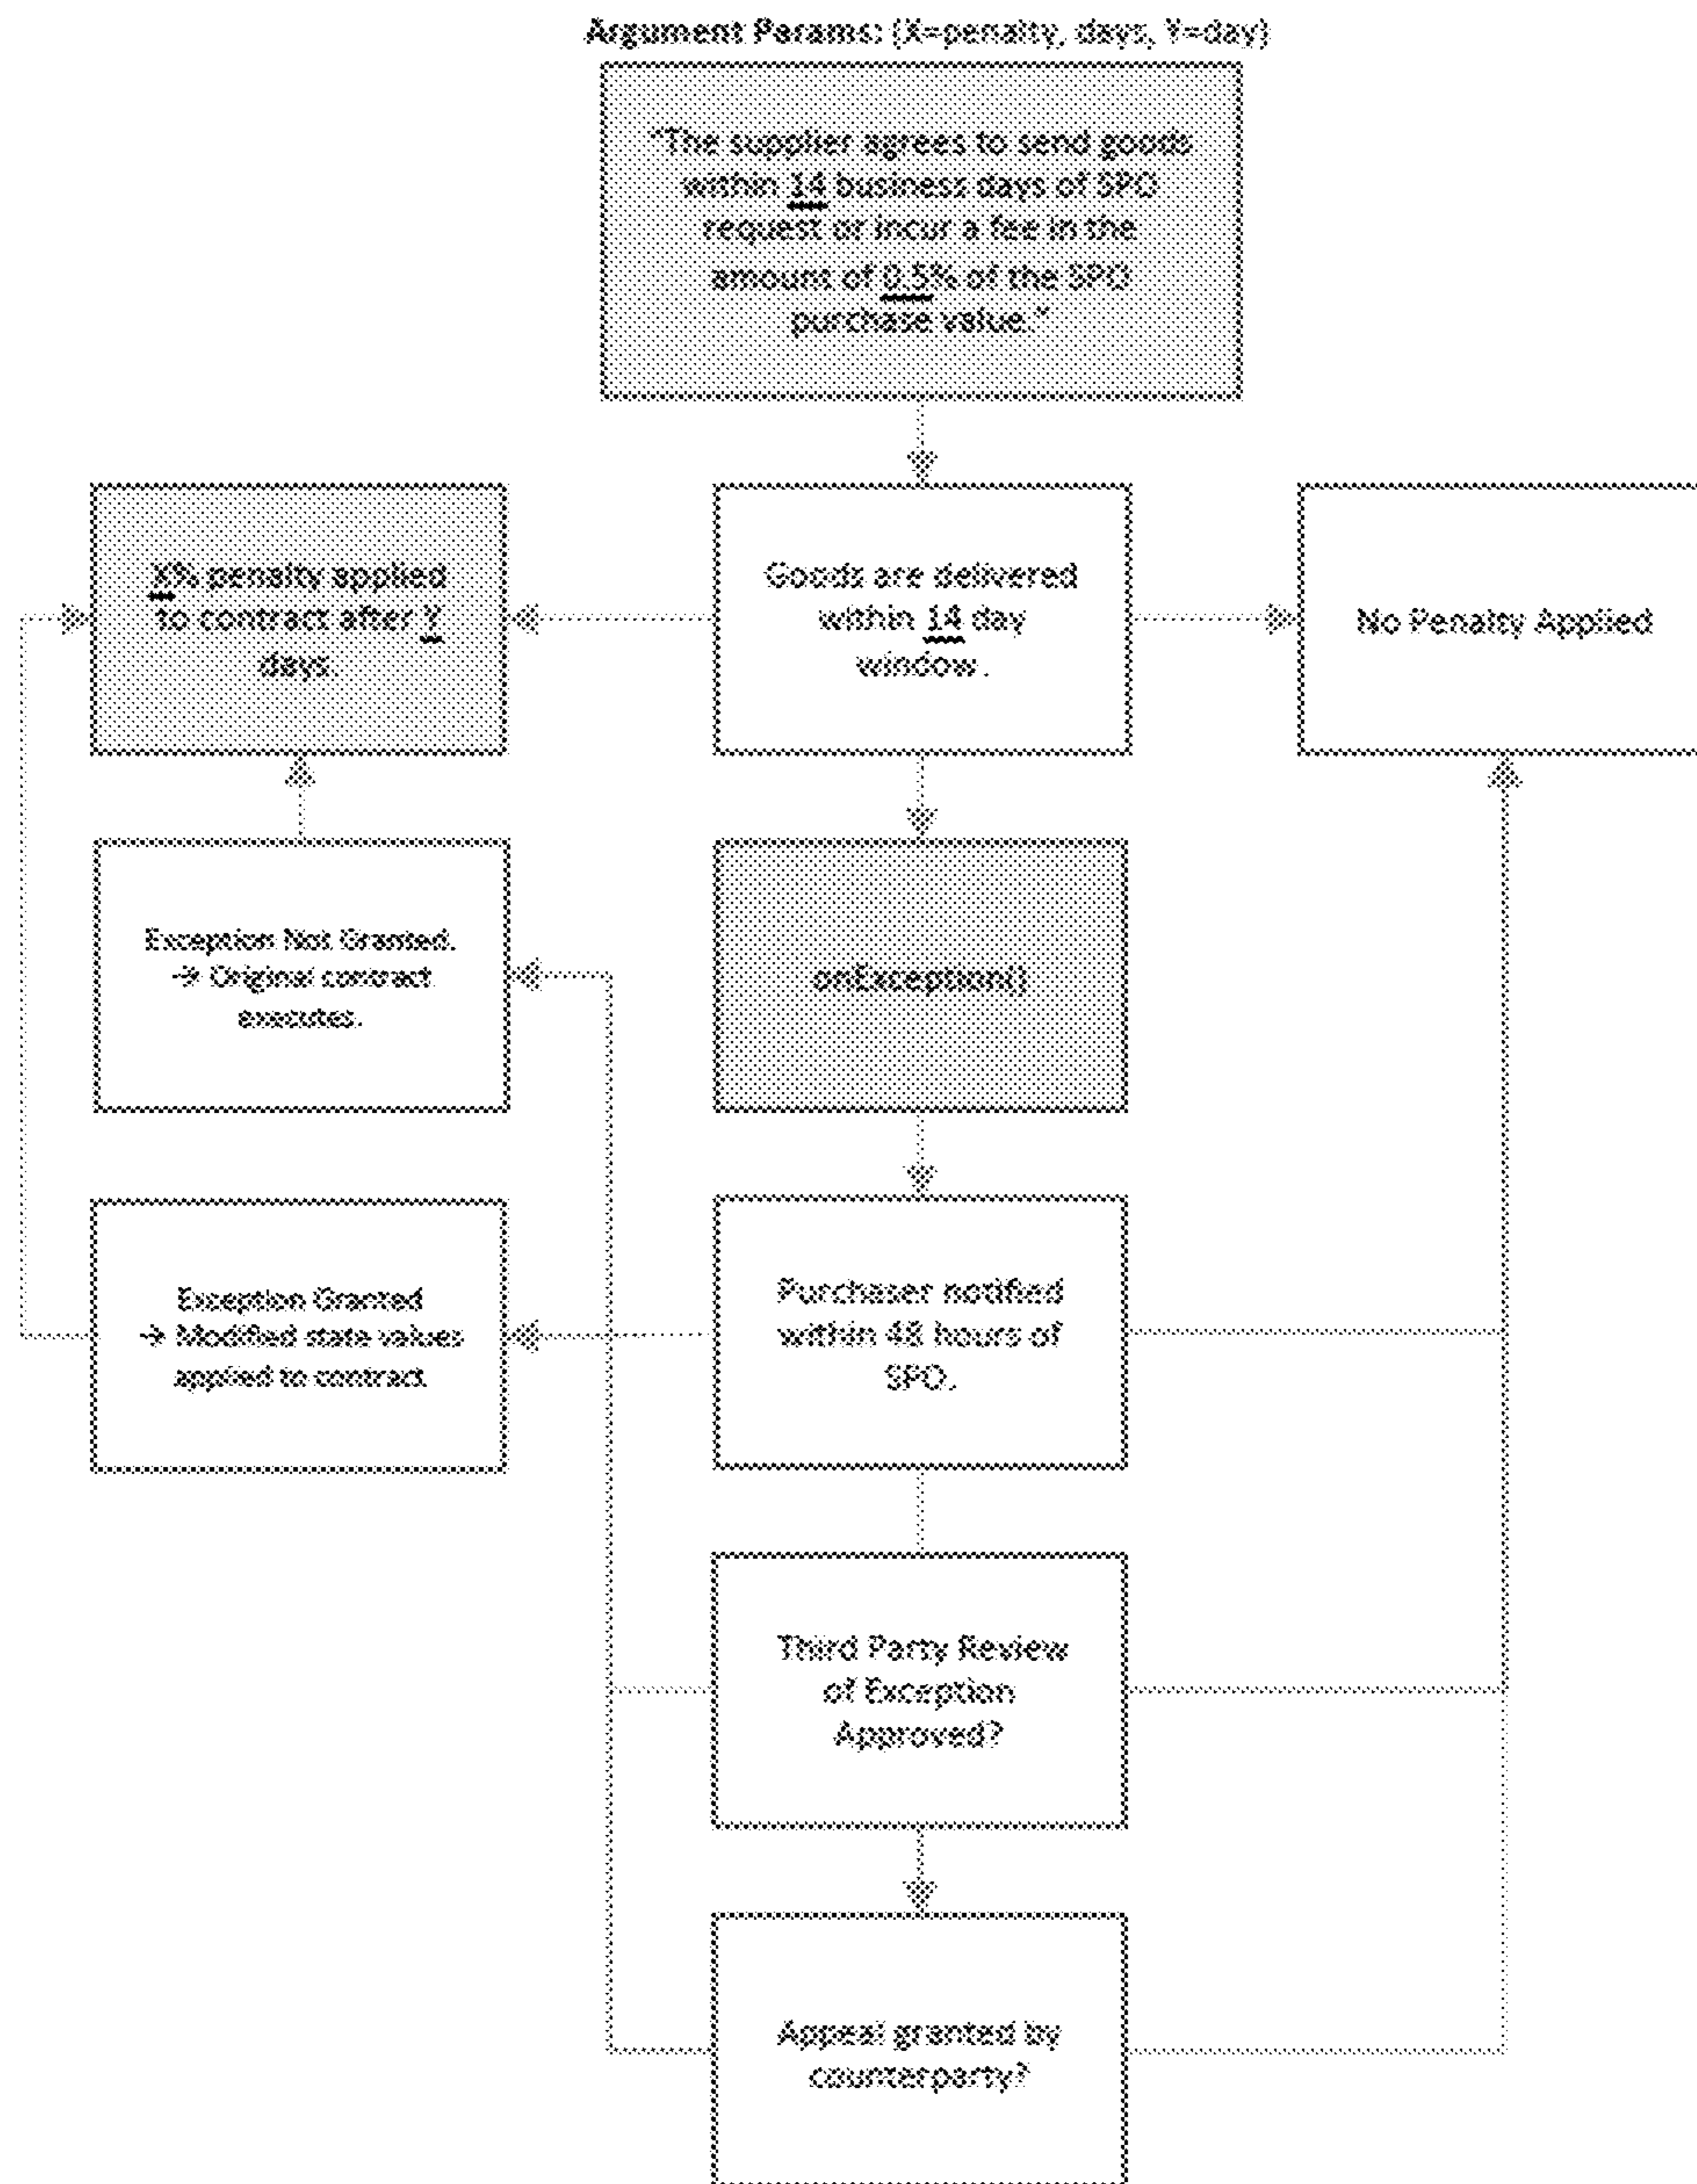 Argument Params: (X=penalty, days, Y=day)
"The supplier agrees to send goods
within 14 business days of SPO
request or incur a fee in the
amount of 0.5% of the SPO
purchase value."
X% penalty applied
to contract after Y
days.
Goods are delivered
within 14 day
window.
No Penalty Applied
Exception Not Granted.
→ Original contract
executes.
onException()
Exception Granted
→ Modified state values
applied to contract
Purchaser notified
within 48 hours of
SPO.
Third Party Review
of Exception
Approved?
Appeal granted by
counterparty?